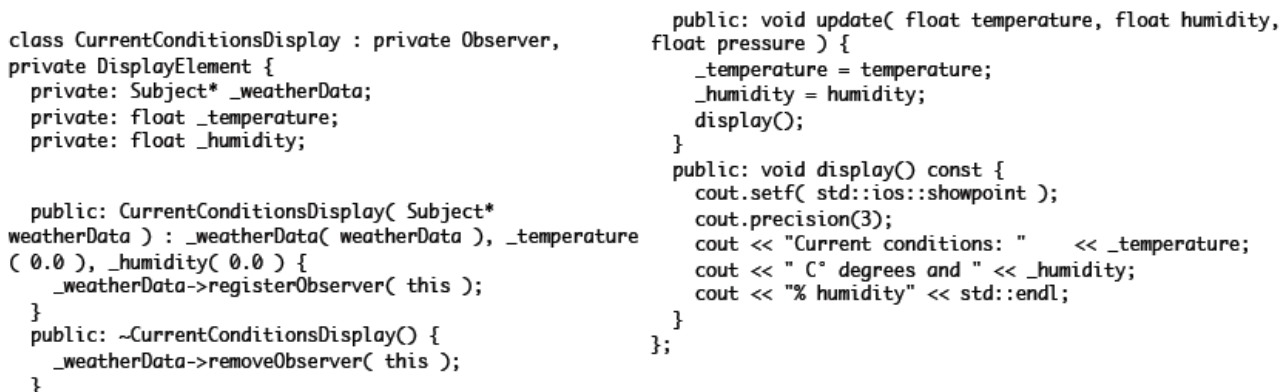 class CurrentConditionsDisplay : private Observer,
private DisplayElement {
private: Subject* _weatherData;
private: float _temperature;
private: float _humidity;
public: CurrentConditionsDisplay( Subject*
weatherData ) : _weatherData( weatherData ), _temperature
( 0.0 ), _humidity( 0.0 ) {
_weatherData->registerObserver( this );
}
public: ~CurrentConditionsDisplay() {
_weatherData->removeObserver( this );
}
public: void update( float temperature, float humidity,
float pressure ) {
_temperature = temperature;
_humidity = humidity;
display();
}
public: void display() const {
cout.setf( std::ios::showpoint );
cout.precision(3);
cout << "Current conditions: " << _temperature;
cout << " C° degrees and " << _humidity;
cout << "% humidity" << std::endl;
}
};